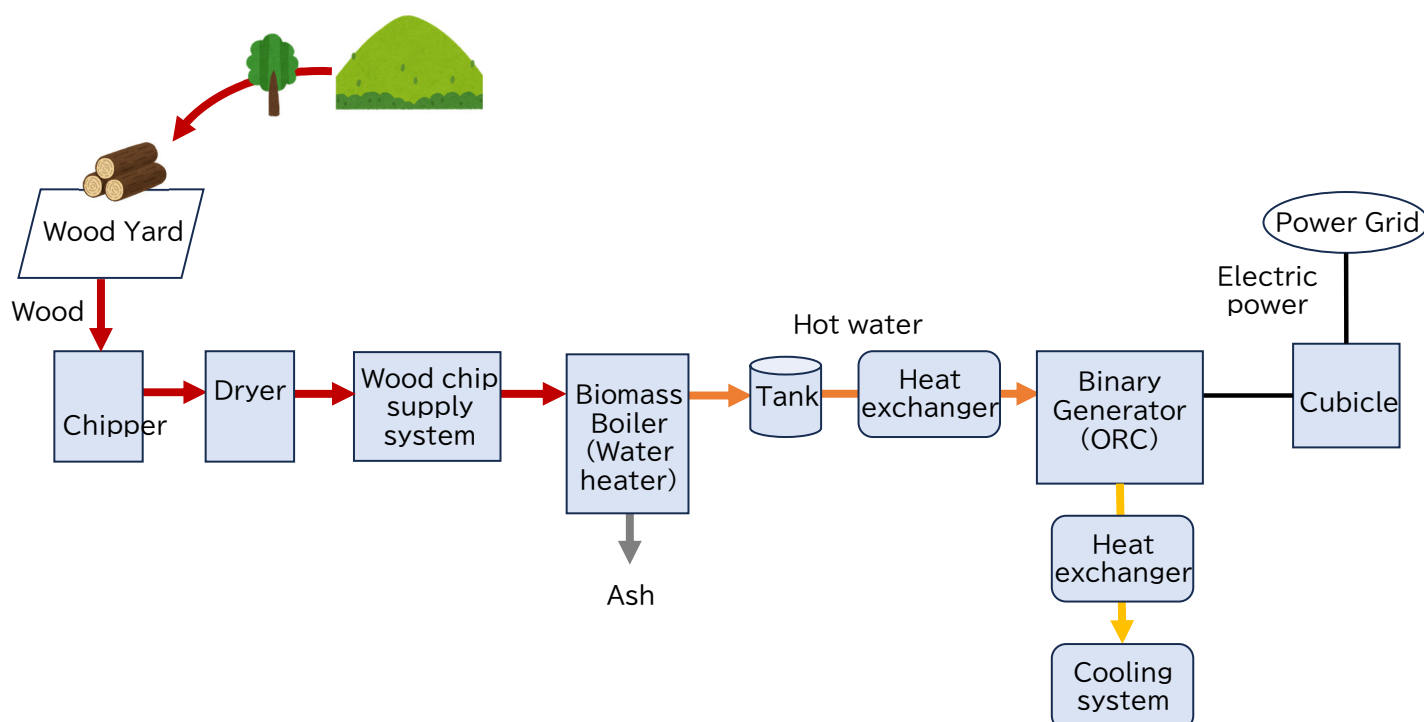 Wood Yard
Power Grid
Wood
Electric
power
Hot water
Chipper
Dryer
Wood chip
supply
system
Biomass
Boiler
(Water
heater)
Tank
Heat
exchanger
Binary
Generator
(ORC)
Cubicle
Ash
Heat
exchanger
Cooling
system